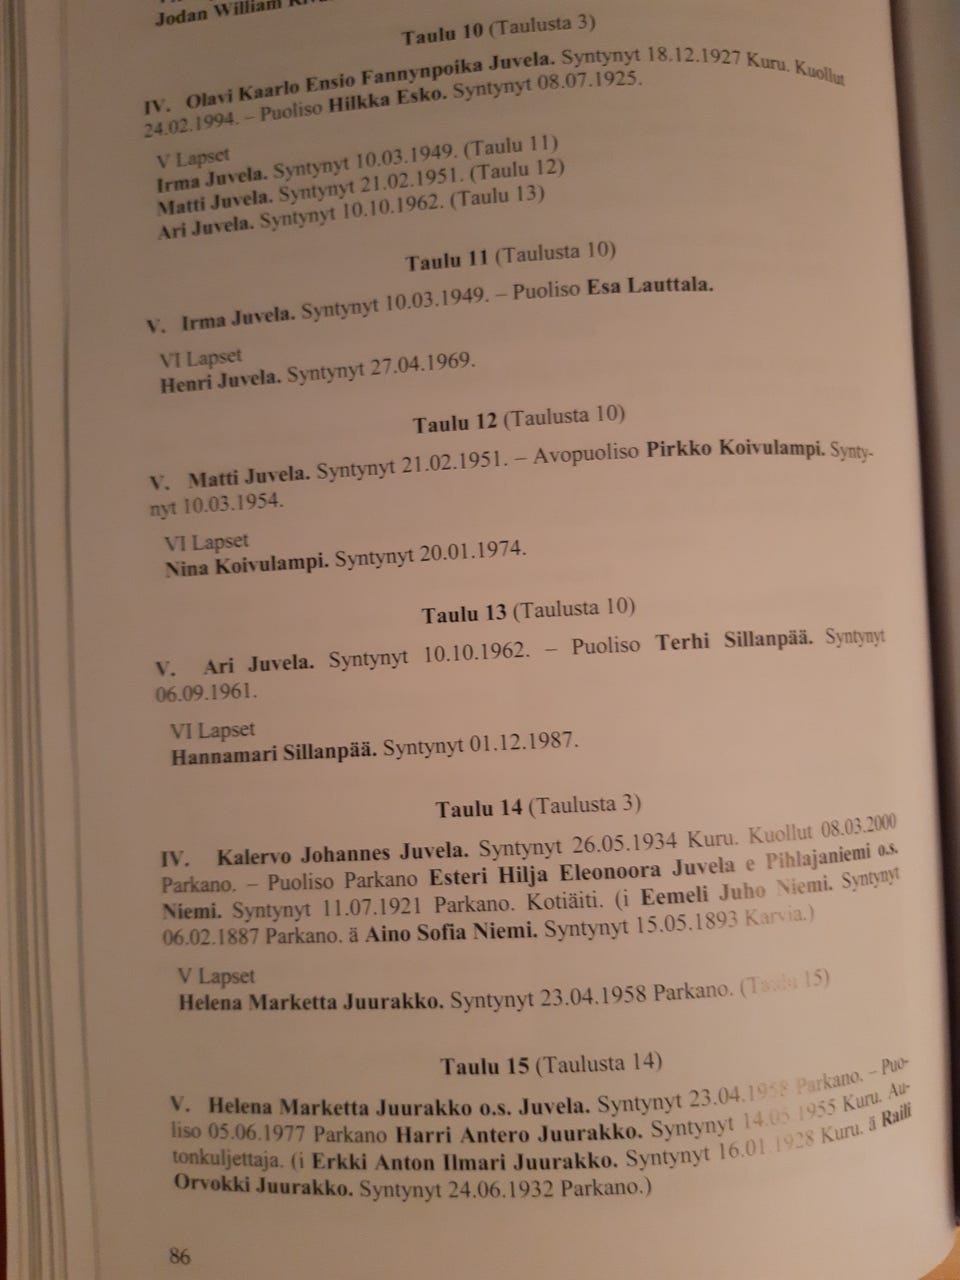 Jodan William
Taulu 10 (Taulusta 3)
IV. Olavi Kaarlo Ensio Fannynpoika Juvela. Syntynyt 18.12.1927 Kuru. Kuollut
24.02.1994. – Puoliso Hilkka Esko. Syntynyt 08.07.1925.
V Lapset
Irma Juvela. Syntynyt 10.03.1949. (Taulu 11)
Matti Juvela. Syntynyt 21.02.1951. (Taulu 12)
Ari Juvela. Syntynyt 10.10.1962. (Taulu 13)
Taulu 11 (Taulusta 10)
V. Irma Juvela. Syntynyt 10.03.1949. – Puoliso Esa Lauttala.
VI Lapset
Henri Juvela. Syntynyt 27.04.1969.
Taulu 12 (Taulusta 10)
V. Matti Juvela. Syntynyt 21.02.1951. – Avopuoliso Pirkko Koivulampi. Synty-
nyt 10.03.1954.
VI Lapset
Nina Koivulampi. Syntynyt 20.01.1974.
Taulu 13 (Taulusta 10)
V. Ari Juvela. Syntynyt 10.10.1962. – Puoliso Terhi Sillanpää. Syntynyt
06.09.1961.
VI Lapset
Hannamari Sillanpää. Syntynyt 01.12.1987.
Taulu 14 (Taulusta 3)
IV. Kalervo Johannes Juvela. Syntynyt 26.05.1934 Kuru. Kuollut 08.03.2000
Parkano. – Puoliso Parkano Esteri Hilja Eleonoora Juvela e Pihlajaniemi o.s.
Niemi. Syntynyt 11.07.1921 Parkano. Kotiäiti. (i Eemeli Juho Niemi. Syntynyt
06.02.1887 Parkano. ä Aino Sofia Niemi. Syntynyt 15.05.1893 Karvia.)
V Lapset
Helena Marketta Juurakko. Syntynyt 23.04.1958 Parkano. (Taulu 15)
Taulu 15 (Taulusta 14)
V. Helena Marketta Juurakko o.s. Juvela. Syntynyt 23.04.1958 Parkano. – Puo-
liso 05.06.1977 Parkano Harri Antero Juurakko. Syntynyt 14.05.1955 Kuru. Au-
tonkuljettaja. (i Erkki Anton Ilmari Juurakko. Syntynyt 16.01.1928 Kuru. ä Raili
Orvokki Juurakko. Syntynyt 24.06.1932 Parkano.)
86